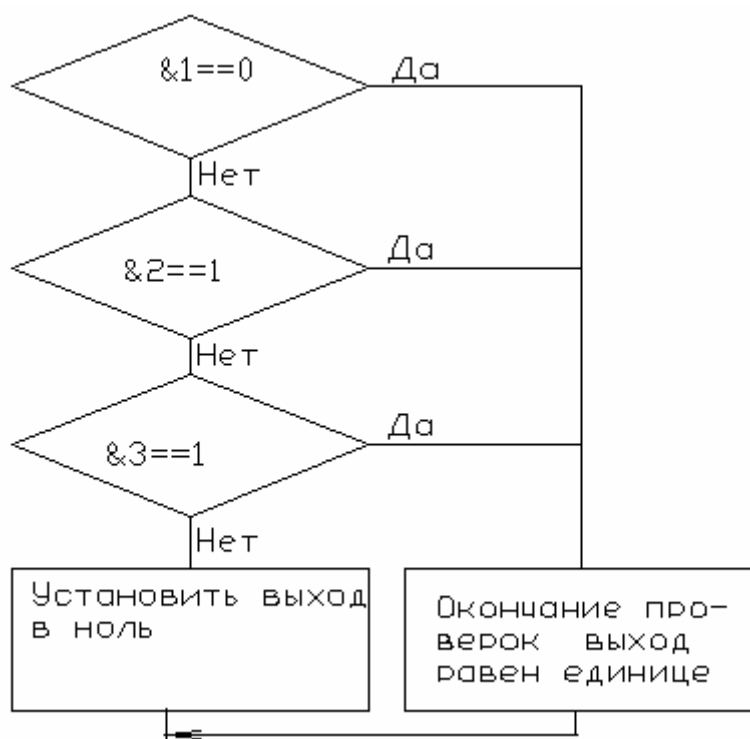 &1==0
Да
Нет
&2==1
Да
Нет
&3==1
Да
Нет
Установить выход
в ноль
Окончание про-
верок выход
равен единице